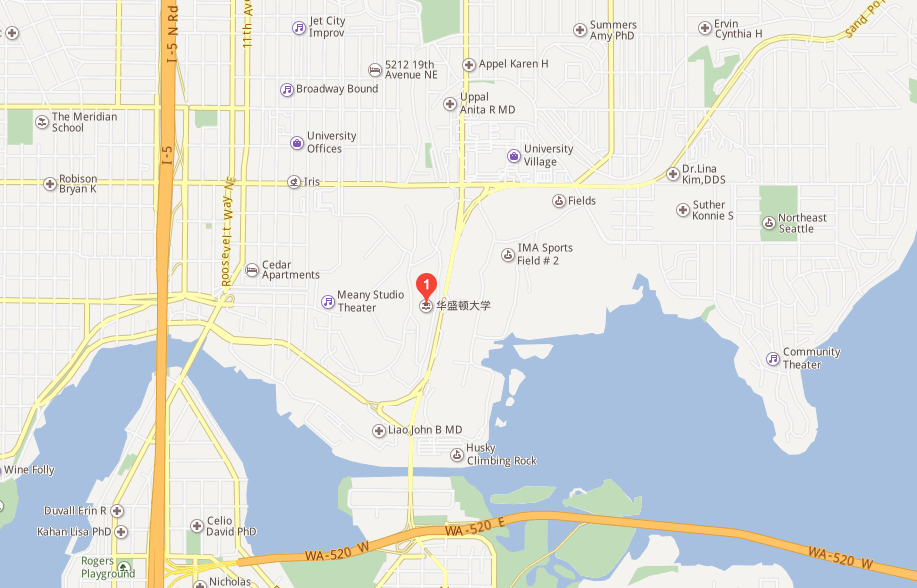 I-5 N Rd
11th Ave
Jet City
Improv
Summers
Amy PhD
Ervin
Cynthia H
Sand-Po
5212 19th
Avenue NE
Appel Karen H
Broadway Bound
Uppal
Anita R MD
The Meridian
School
University
Offices
I-5
University
Village
Robison
Bryan K
Iris
Dr.Lina
Kim,DDS
Roosevelt Way NE
Fields
Suther
Konnie S
Northeast
Seattle
IMA Sports
Field # 2
Cedar
Apartments
1
Meany Studio
Theater
华盛顿大学
Community
Theater
Liao John B MD
Husky
Climbing Rock
Wine Folly
Duvall Erin R
Kahan Lisa PhD
Celio
David PhD
WA-520 E
WA-520 W
WA-520 W
Rogers
Playground
Nicholas